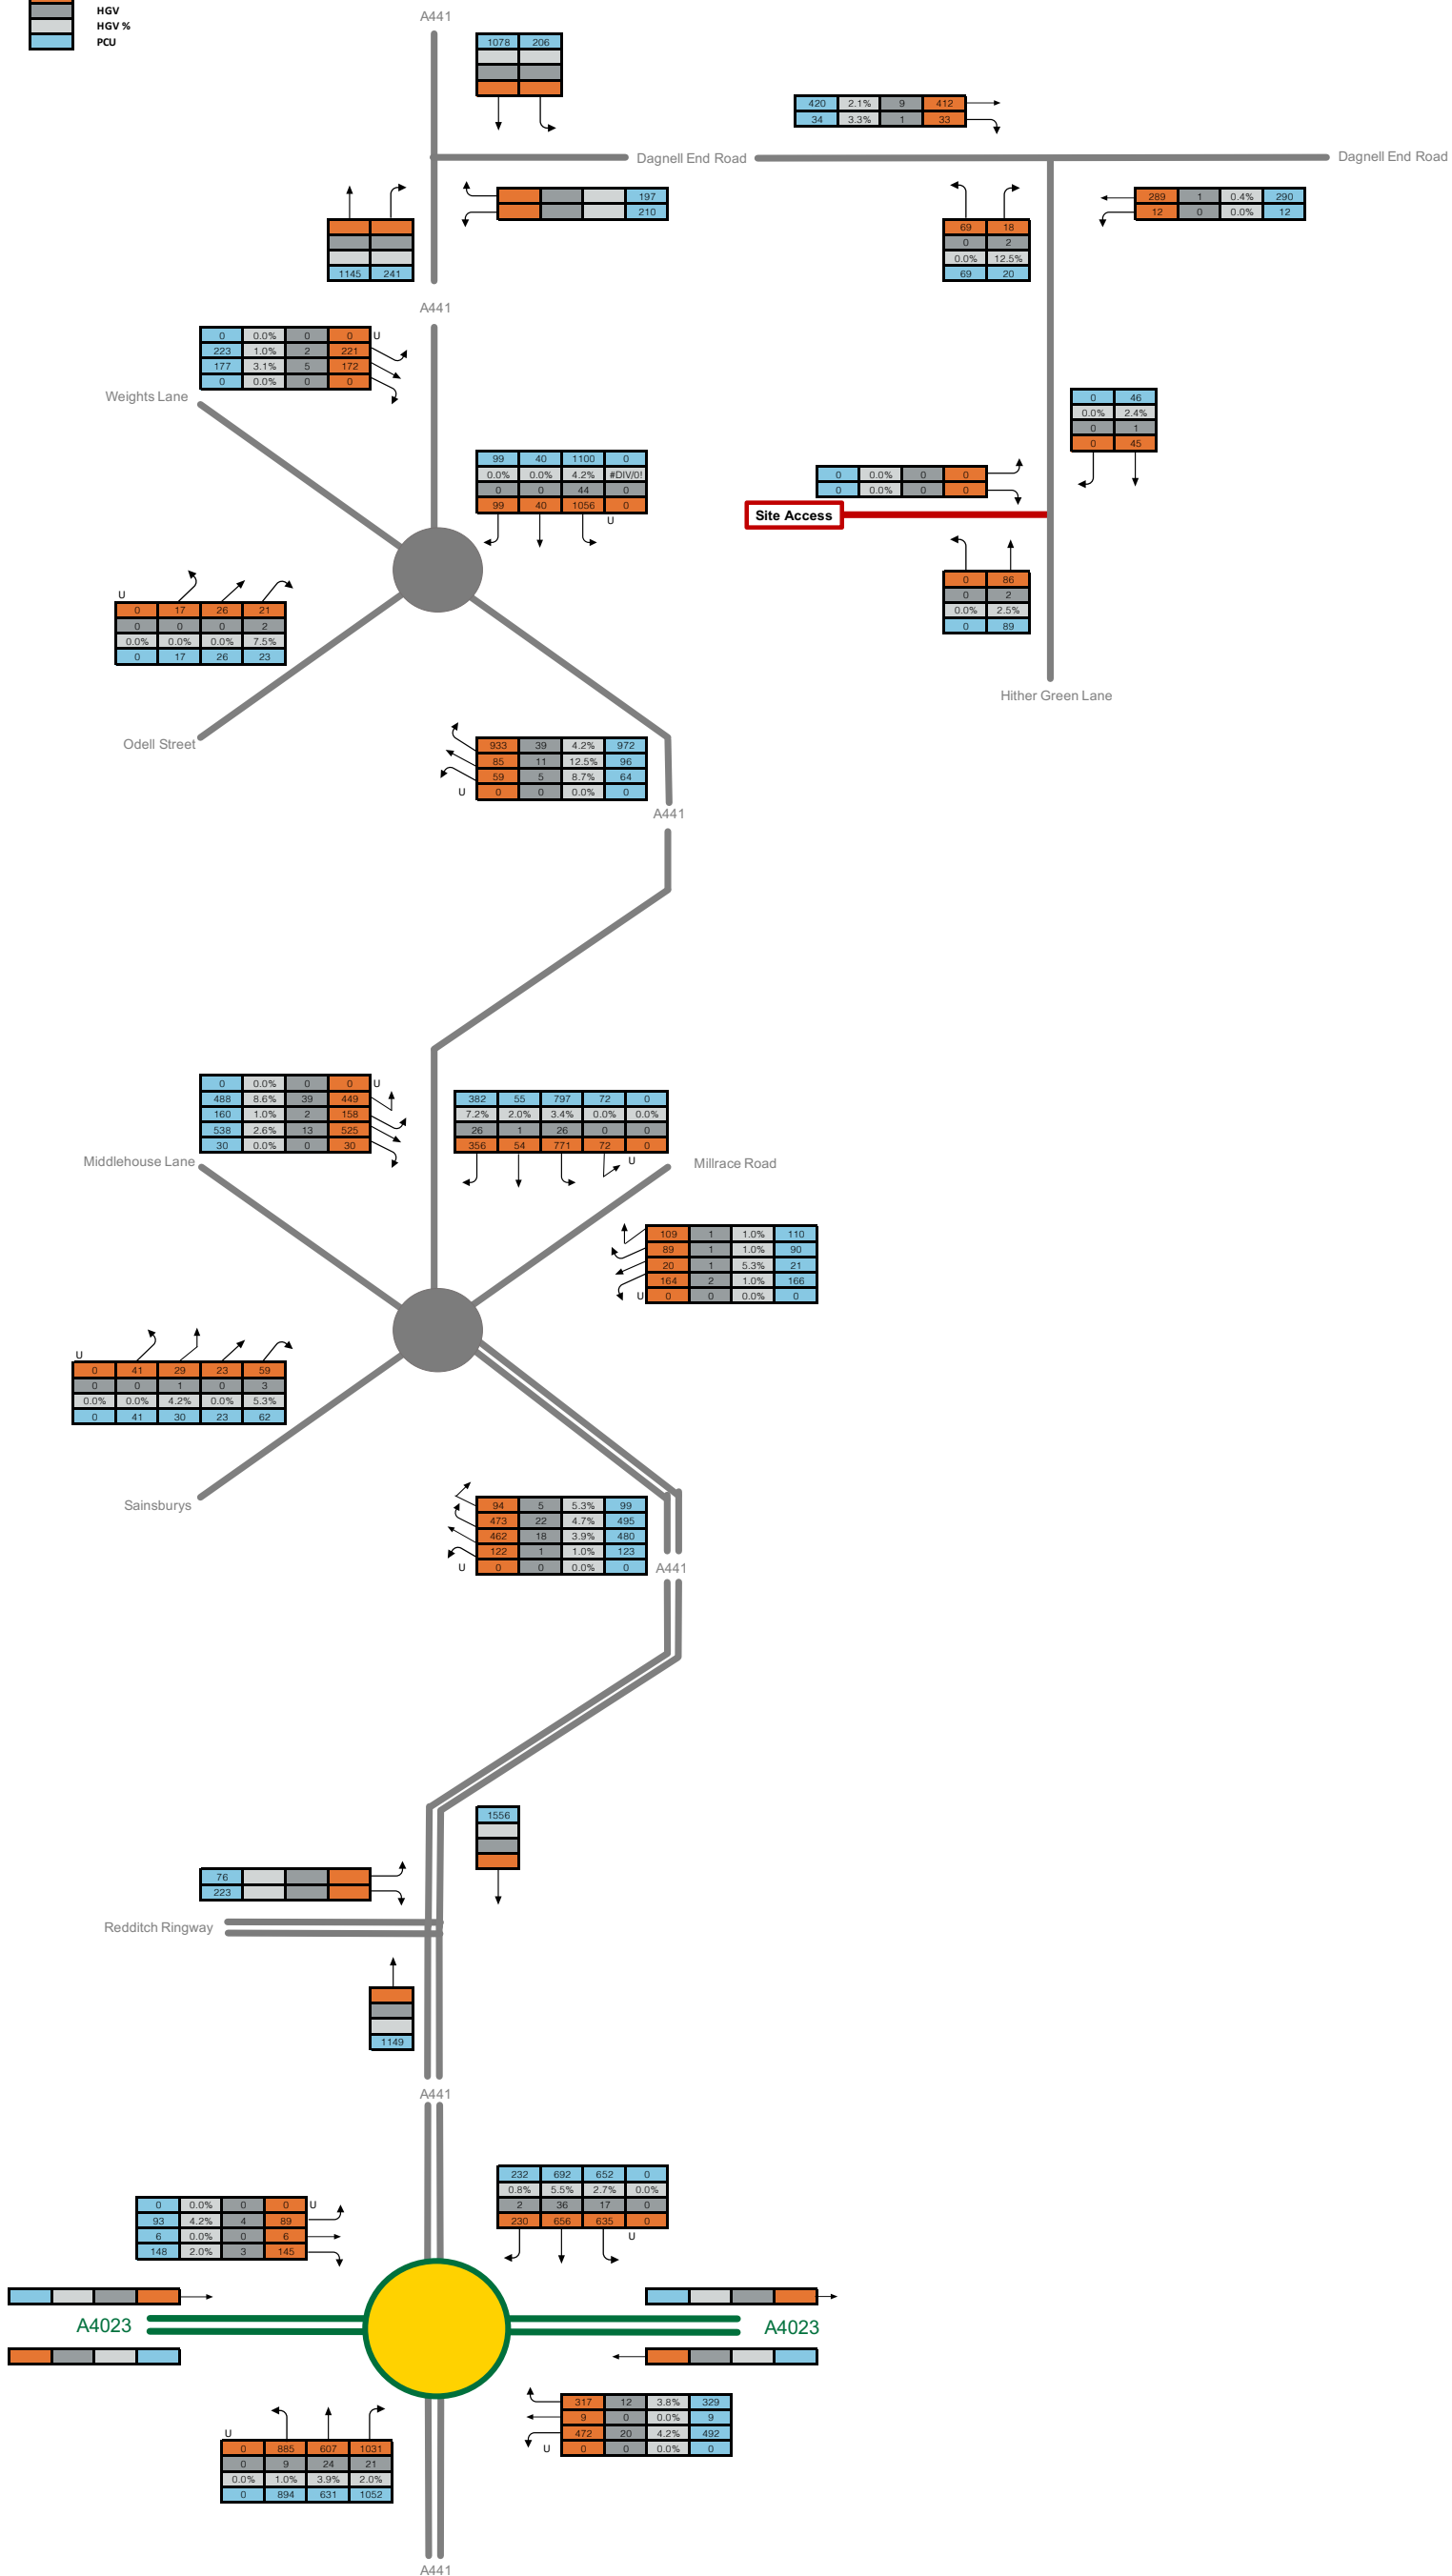 HGV
HGV %
PCU
A441
1078 206
420 2.1% 9 412
34 3.3% 1 33
Dagnell End Road
Dagnell End Road
197
210
289 1 0.4% 290
12 0 0.0% 12
1145 241
69 18
0 2
0.0% 12.5%
69 20
A441
0 0.0% 0 0 U
223 1.0% 2 221
177 3.1% 5 172
0 0.0% 0 0
Weights Lane
0 46
0.0% 2.4%
0 1
0 45
99 40 1100 0
0.0% 0.0% 4.2% #DIV/0!
0 0 44 0
99 40 1056 0
U
0 0.0% 0 0
0 0.0% 0 0
Site Access
0 86
0 2
0.0% 2.5%
0 89
U
0 17 26 21
0 0 0 2
0.0% 0.0% 0.0% 7.5%
0 17 26 23
Hither Green Lane
Odell Street
933 39 4.2% 972
85 11 12.5% 96
59 5 8.7% 64
U 0 0 0.0% 0
A441
0 0.0% 0 0 U
488 8.6% 39 449
160 1.0% 2 158
538 2.6% 13 525
30 0.0% 0 30
382 55 797 72 0
7.2% 2.0% 3.4% 0.0% 0.0%
26 1 26 0 0
356 54 771 72 0
U
Middlehouse Lane
Millrace Road
109 1 1.0% 110
89 1 1.0% 90
20 1 5.3% 21
164 2 1.0% 166
U 0 0 0.0% 0
U
0 41 29 23 59
0 0 1 0 3
0.0% 0.0% 4.2% 0.0% 5.3%
0 41 30 23 62
Sainsburys
94 5 5.3% 99
473 22 4.7% 495
462 18 3.9% 480
122 1 1.0% 123
U 0 0 0.0% 0
A441
1556
76
223
Redditch Ringway
1149
A441
232 692 652 0
0.8% 5.5% 2.7% 0.0%
2 36 17 0
230 656 635 0
U
0 0.0% 0 0 U
93 4.2% 4 89
6 0.0% 0 6
148 2.0% 3 145
A4023
A4023
317 12 3.8% 329
9 0 0.0% 9
472 20 4.2% 492
U 0 0 0.0% 0
U
0 885 607 1031
0 9 24 21
0.0% 1.0% 3.9% 2.0%
0 894 631 1052
A441